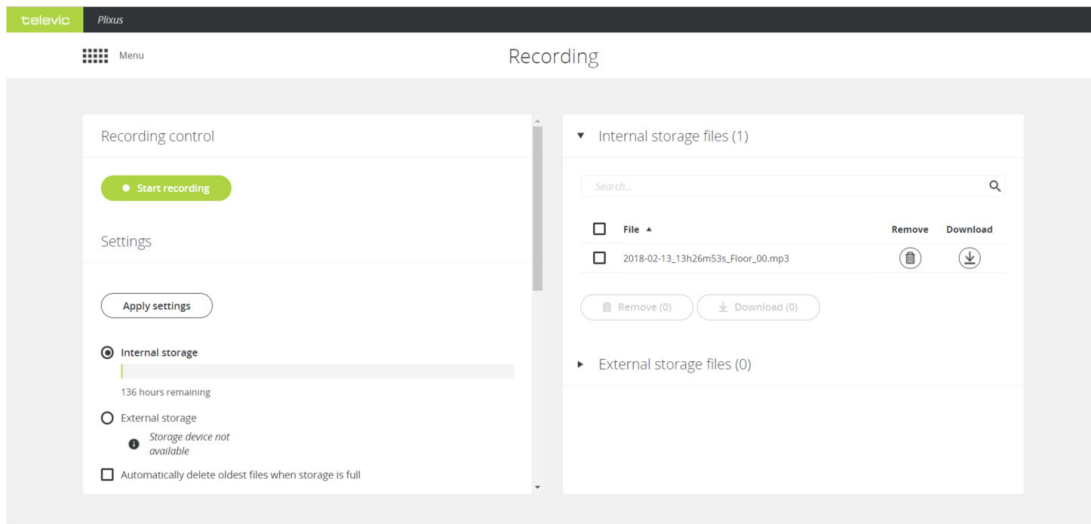 televic Plixus
Menu
Recording
Recording control
Start recording
Settings
Apply settings
Internal storage
136 hours remaining
External storage
Storage device not
available
Automatically delete oldest files when storage is full
Internal storage files (1)
Search...
File Remove Download
2018-02-13_13h26m53s_Floor_00.mp3
Remove (0) Download (0)
External storage files (0)